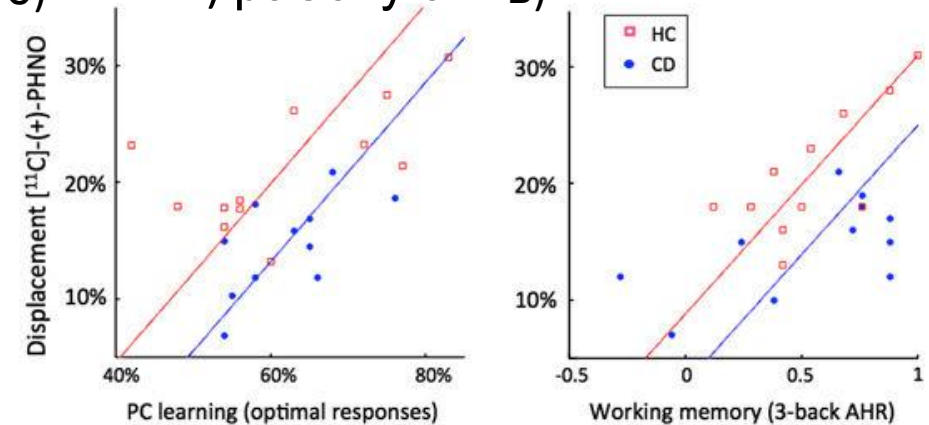 Displacement [¹¹C]-(+)-PHNO
30%
20%
10%
40%
60%
80%
PC learning (optimal responses)
HC
CD
30%
20%
10%
-0.5
0
0.5
1
Working memory (3-back AHR)